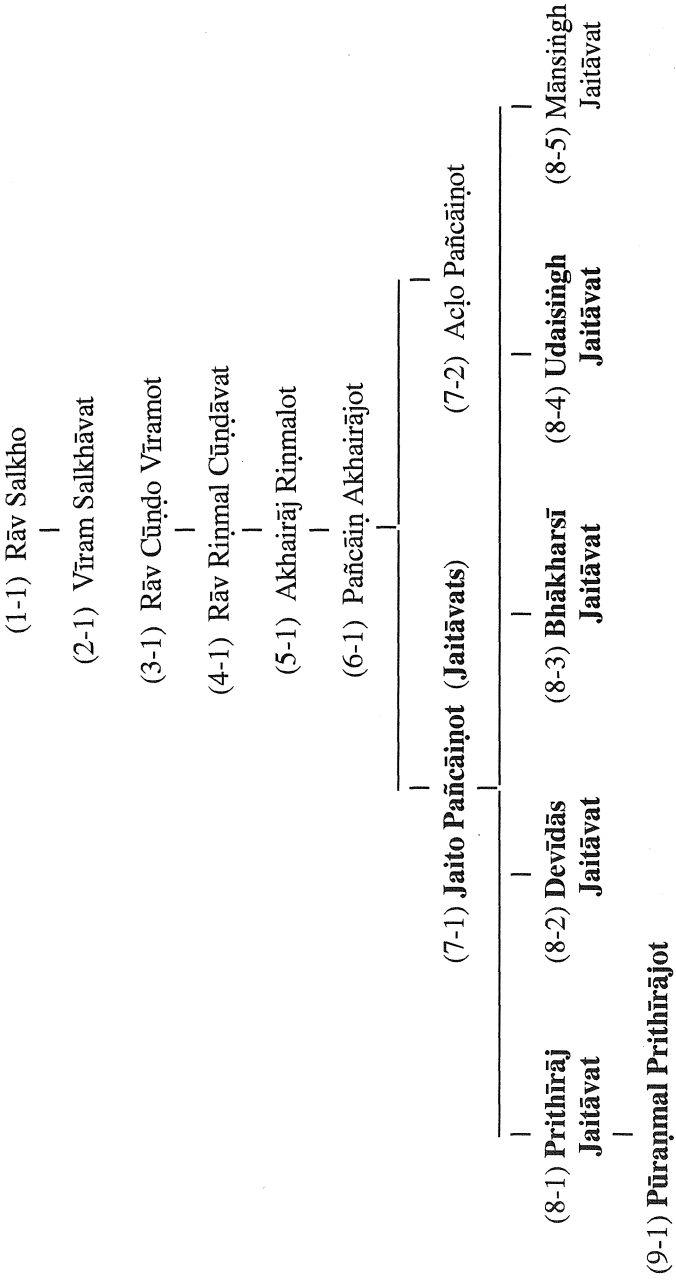 (1-1) Rāv Salkho
(2-1) Vīram Salkhāvat
(3-1) Rāv Cūṇḍo Vīramot
(4-1) Rāv Riṇmal Cūṇḍāvat
(5-1) Akhairāj Riṇmalot
(6-1) Pañcāiṇ Akhairājot
(7-1) Jaito Pañcāiṇot (Jaitāvats)
(7-2) Acḷo Pañcāiṇot
(8-1) Prithīrāj
Jaitāvat
(8-2) Devīdās
Jaitāvat
(8-3) Bhākharsī
Jaitāvat
(8-4) Udaisiṅgh
Jaitāvat
(8-5) Mānsiṅgh
Jaitāvat
(9-1) Pūraṇmal Prithīrājot